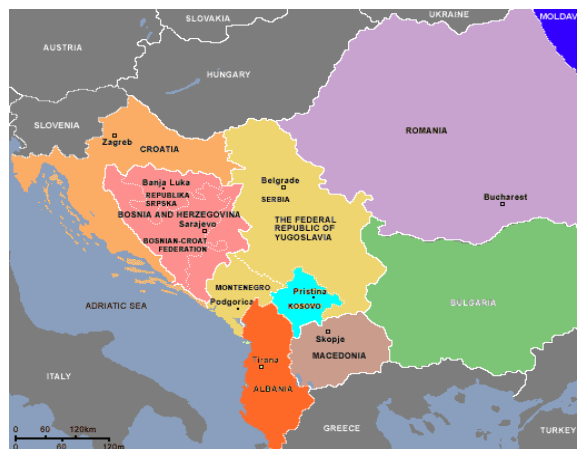 SLOVAKIA
UKRAINE
MOLDAV
AUSTRIA
HUNGARY
SLOVENIA
Zagreb
CROATIA
ROMANIA
Banja Luka
REPUBLIKA
SRPSKA
BOSNIA AND HERZEGOVINA
Sarajevo
BOSNIAN-CROAT
FEDERATION
Belgrade
SERBIA
THE FEDERAL
REPUBLIC OF
YUGOSLAVIA
Bucharest
MONTENEGRO
Podgorica
Pristina
KOSOVO
BULGARIA
ADRIATIC SEA
Skopje
MACEDONIA
Tirana
ALBANIA
ITALY
GREECE
TURKEY
0 60 120km
0 60 120m